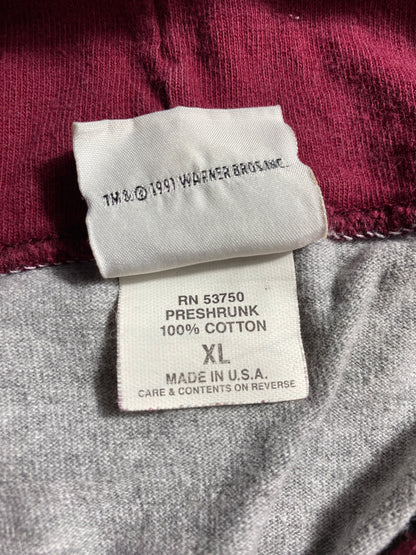 TM & © 1991 WARNER BROS. INC.
RN 53750
PRESHRUNK
100% COTTON
XL
MADE IN U.S.A.
CARE & CONTENTS ON REVERSE